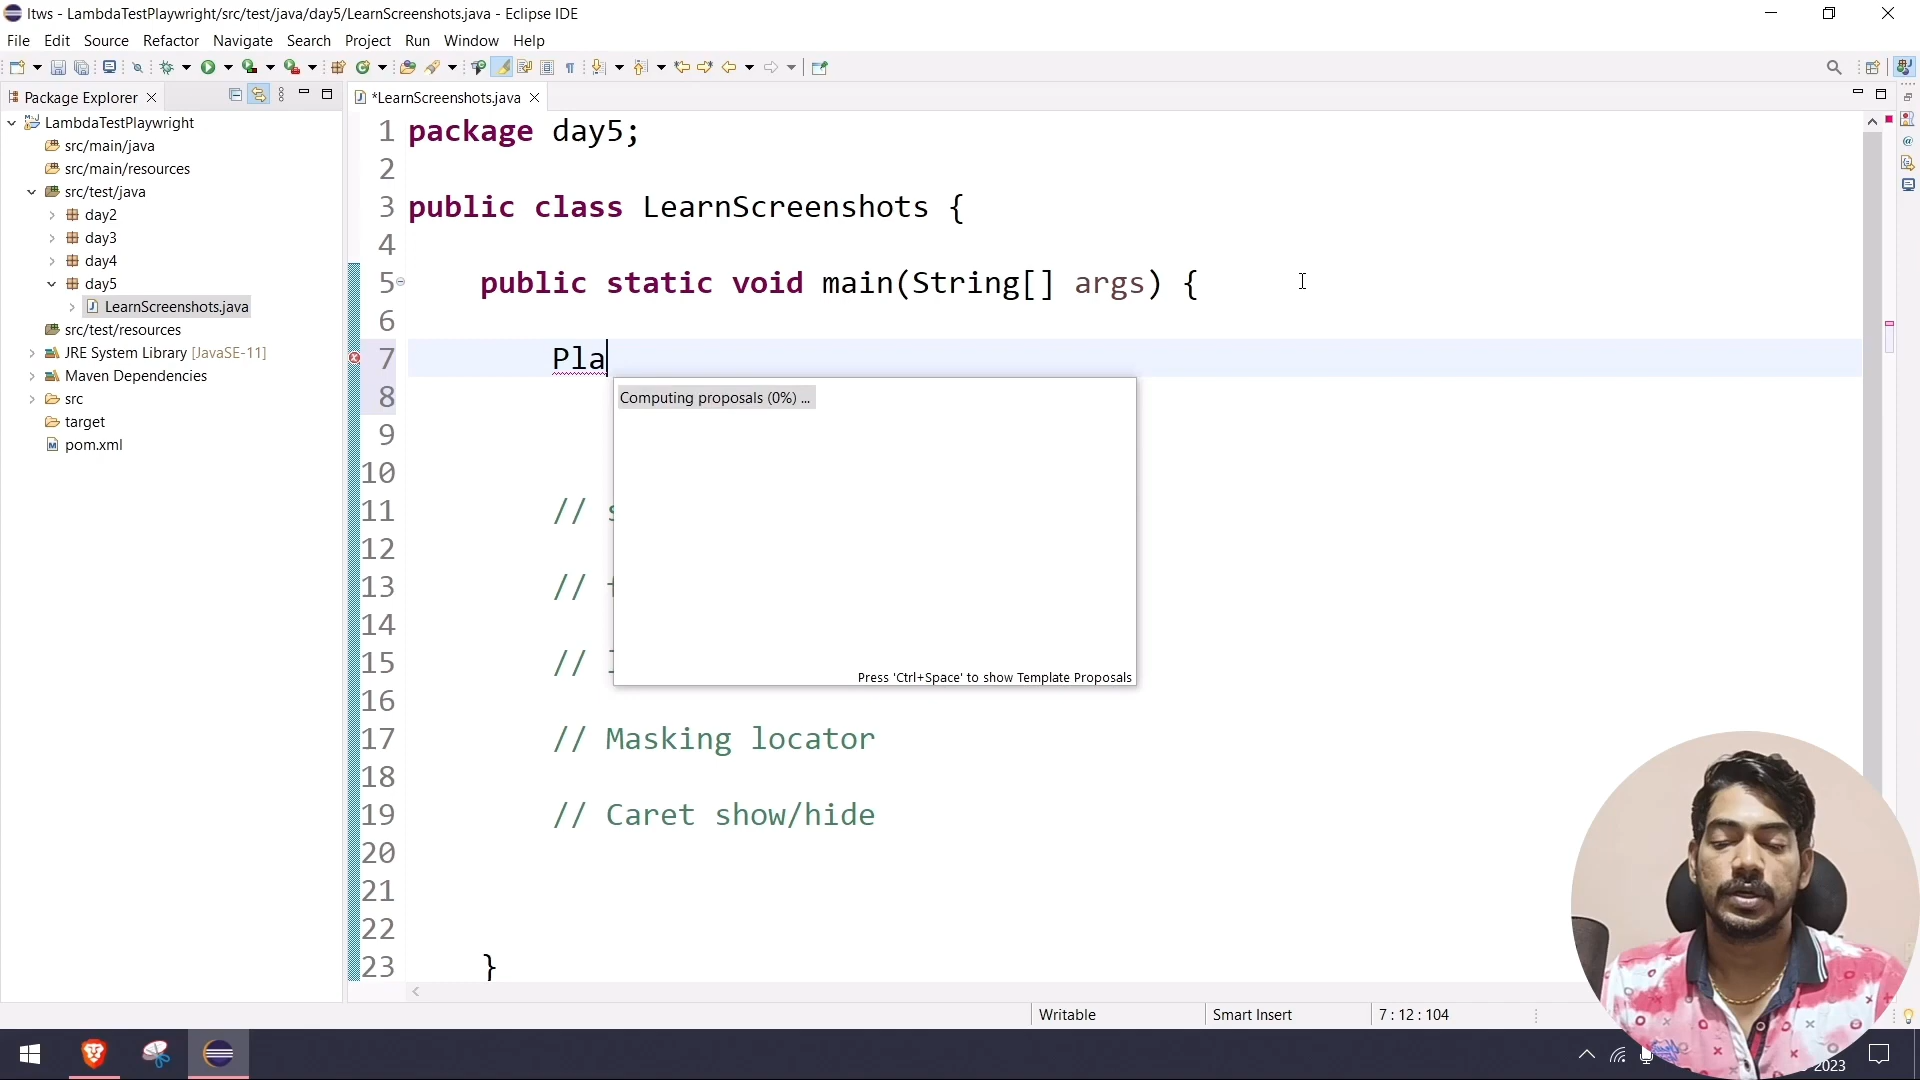 ltws - LambdaTestPlaywright/src/test/java/day5/LearnScreenshots.java - Eclipse IDE
File Edit Source Refactor Navigate Search Project Run Window Help
Package Explorer
*LearnScreenshots.java
LambdaTestPlaywright
src/main/java
src/main/resources
src/test/java
day2
day3
day4
day5
LearnScreenshots.java
src/test/resources
JRE System Library [JavaSE-11]
Maven Dependencies
src
target
pom.xml
1 package day5;
2
3 public class LearnScreenshots {
4
5 public static void main(String[] args) {
6
7 Pla
8
9
10
11 // s
12
13 //
14
15 //
16
17 // Masking locator
18
19 // Caret show/hide
20
21
22
23 }
Computing proposals (0%) ...
Press 'Ctrl+Space' to show Template Proposals
Writable Smart Insert 7 : 12 : 104
2023